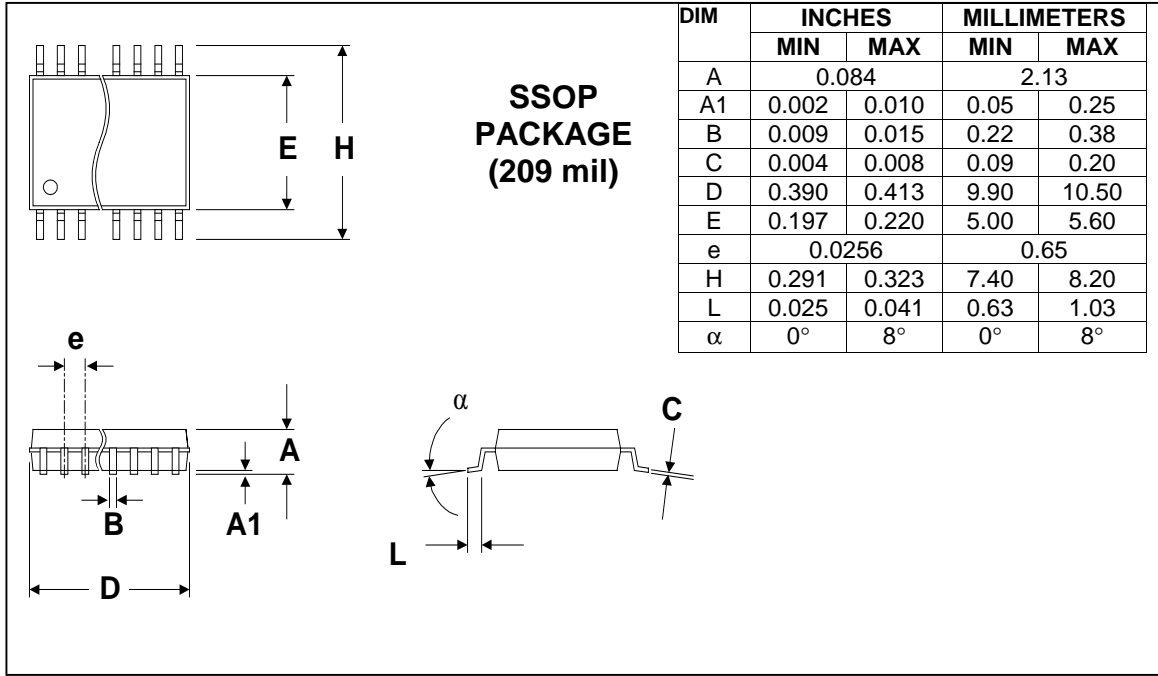 SSOP
PACKAGE
(209 mil)
DIM INCHES MILLIMETERS
MIN MAX MIN MAX
A 0.084 2.13
A1 0.002 0.010 0.05 0.25
B 0.009 0.015 0.22 0.38
C 0.004 0.008 0.09 0.20
D 0.390 0.413 9.90 10.50
E 0.197 0.220 5.00 5.60
e 0.0256 0.65
H 0.291 0.323 7.40 8.20
L 0.025 0.041 0.63 1.03
α 0° 8° 0° 8°
E H
e
A
B A1
D
α
C
L